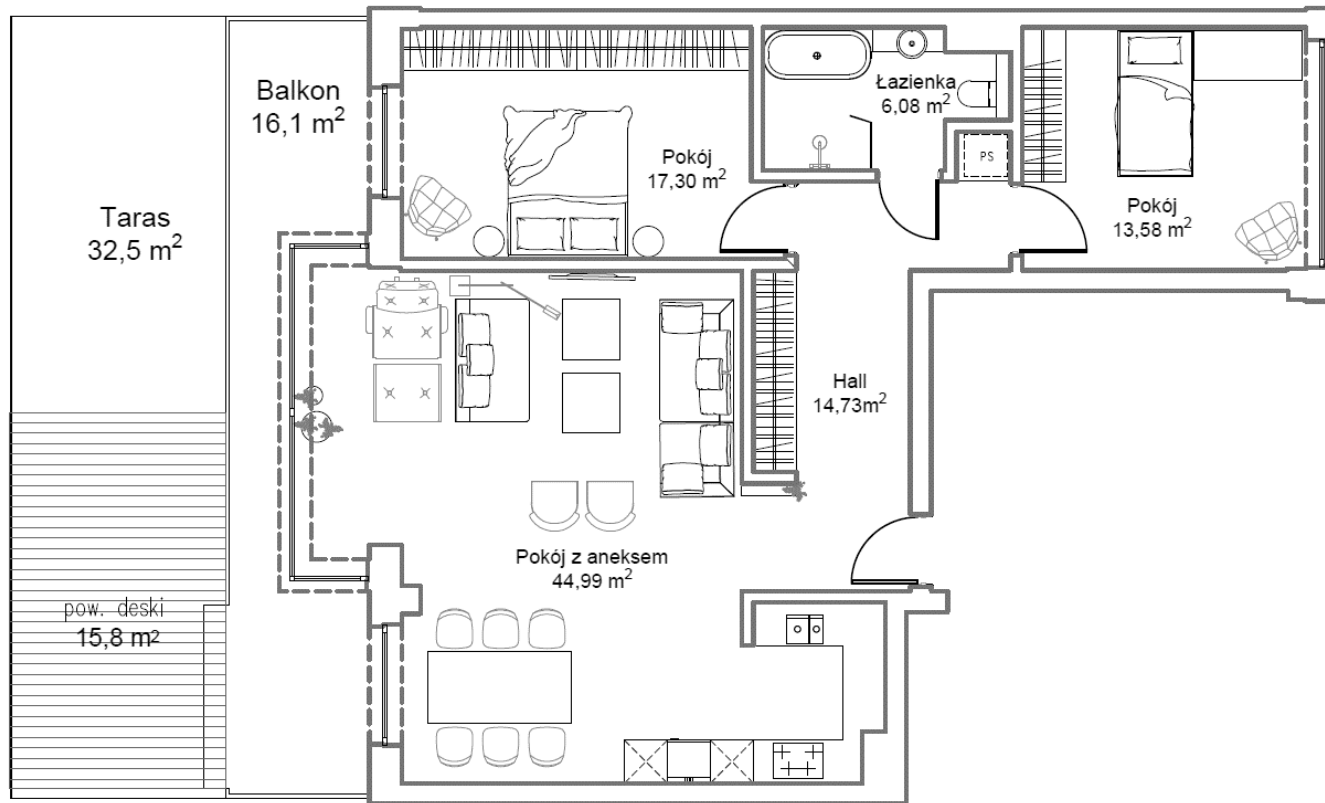 Balkon
16,1 m²
Taras
32,5 m²
pow. deski
15,8 m²
Pokój
17,30 m²
Łazienka
6,08 m²
PS
Pokój
13,58 m²
Hall
14,73m²
Pokój z aneksem
44,99 m²